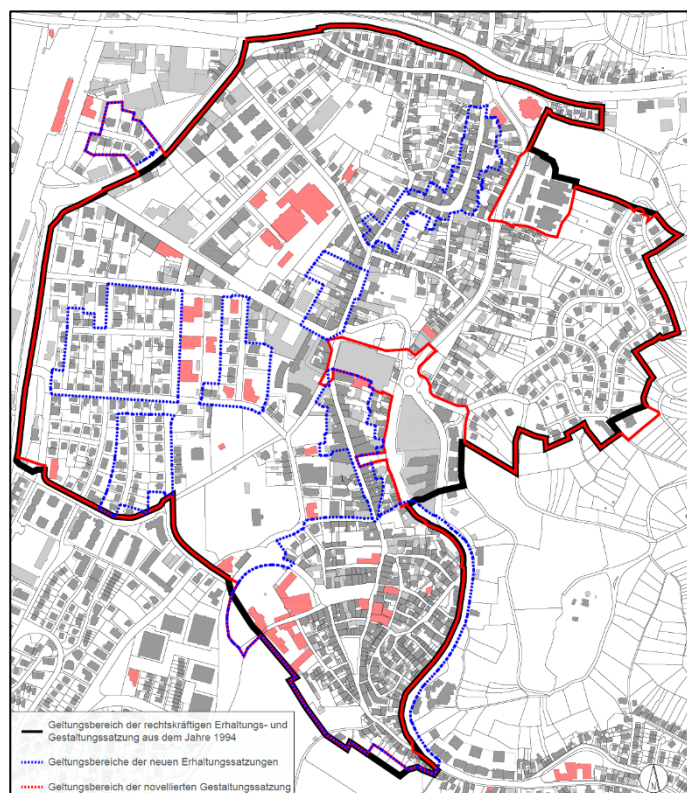 Geltungsbereich der rechtskräftigen Erhaltungs- und
Gestaltungssatzung aus dem Jahre 1994
Geltungsbereiche der neuen Erhaltungssatzungen
Geltungsbereich der novellierten Gestaltungssatzung
N